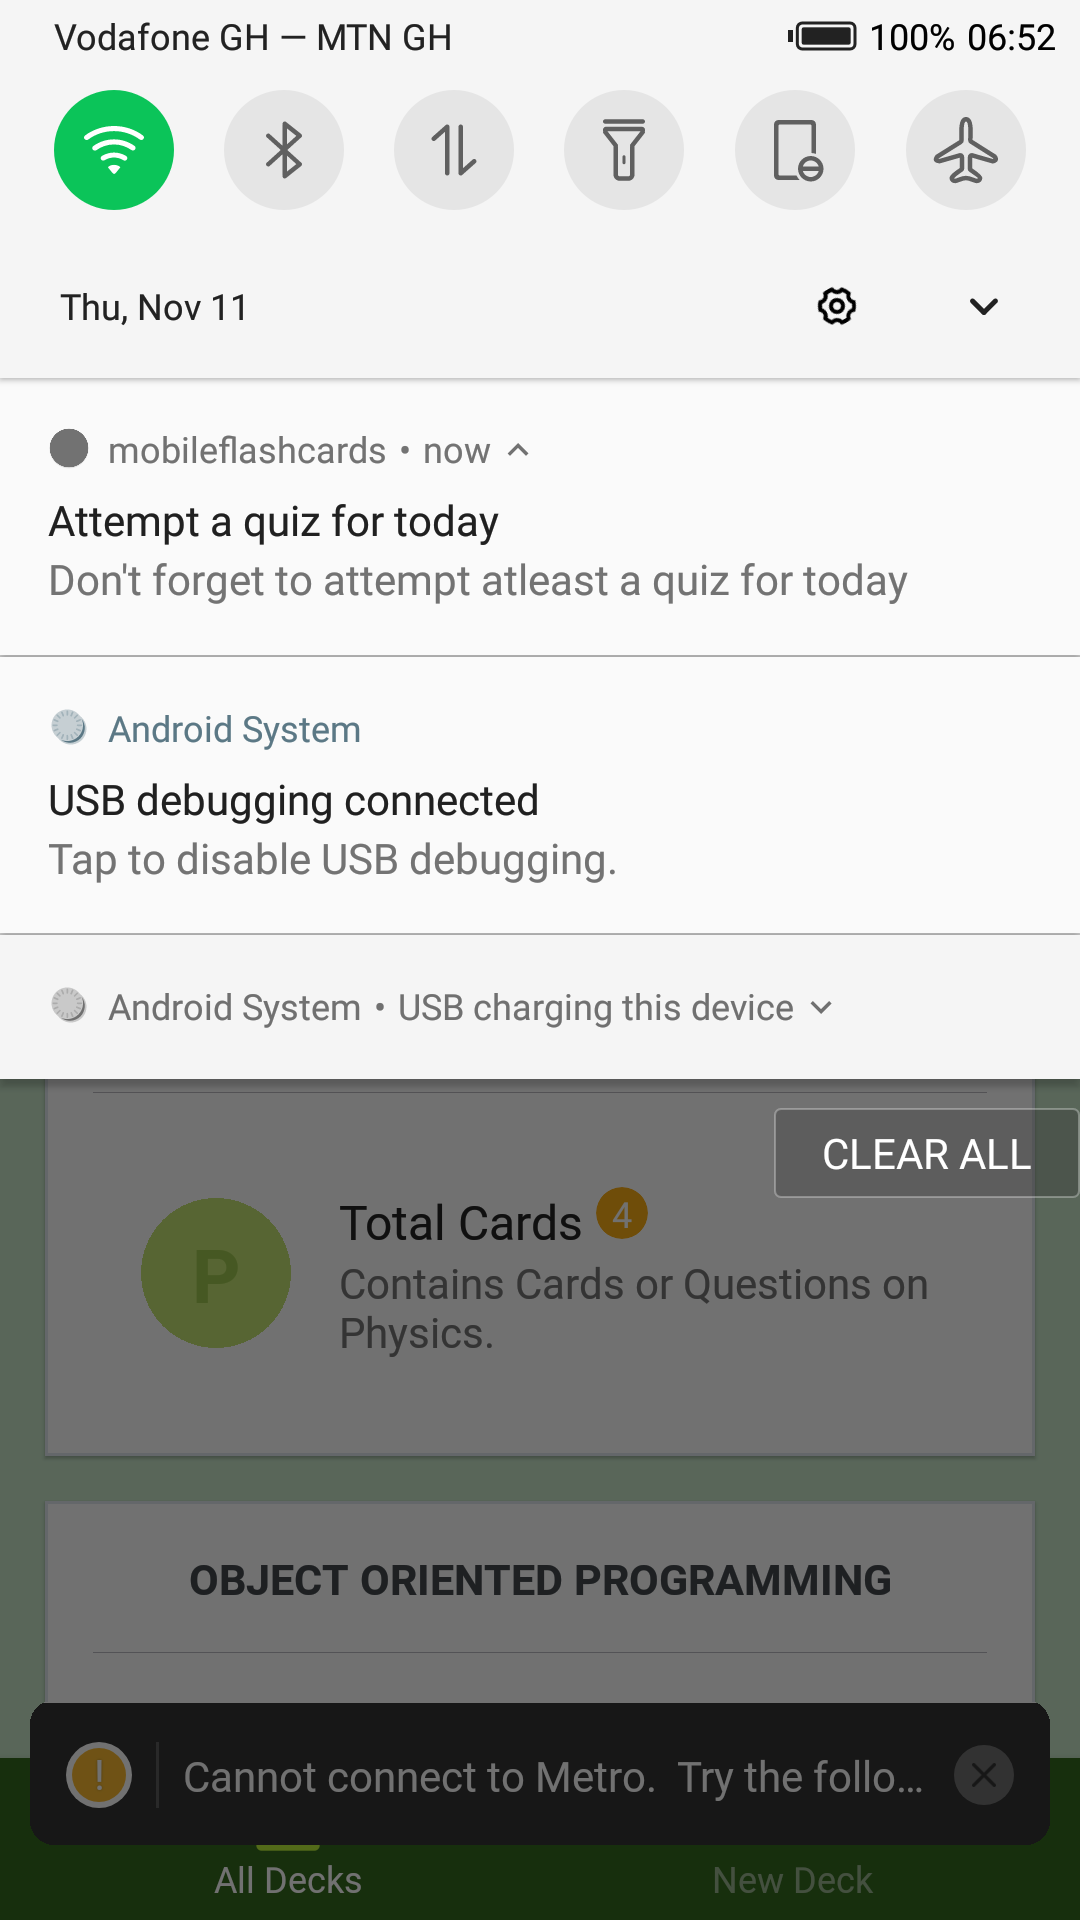 Vodafone GH — MTN GH 100% 06:52
Thu, Nov 11
mobileflashcards • now
Attempt a quiz for today
Don't forget to attempt atleast a quiz for today
Android System
USB debugging connected
Tap to disable USB debugging.
Android System • USB charging this device
CLEAR ALL
Total Cards 4
P
Contains Cards or Questions on
Physics.
OBJECT ORIENTED PROGRAMMING
! Cannot connect to Metro. Try the follo...
All Decks New Deck